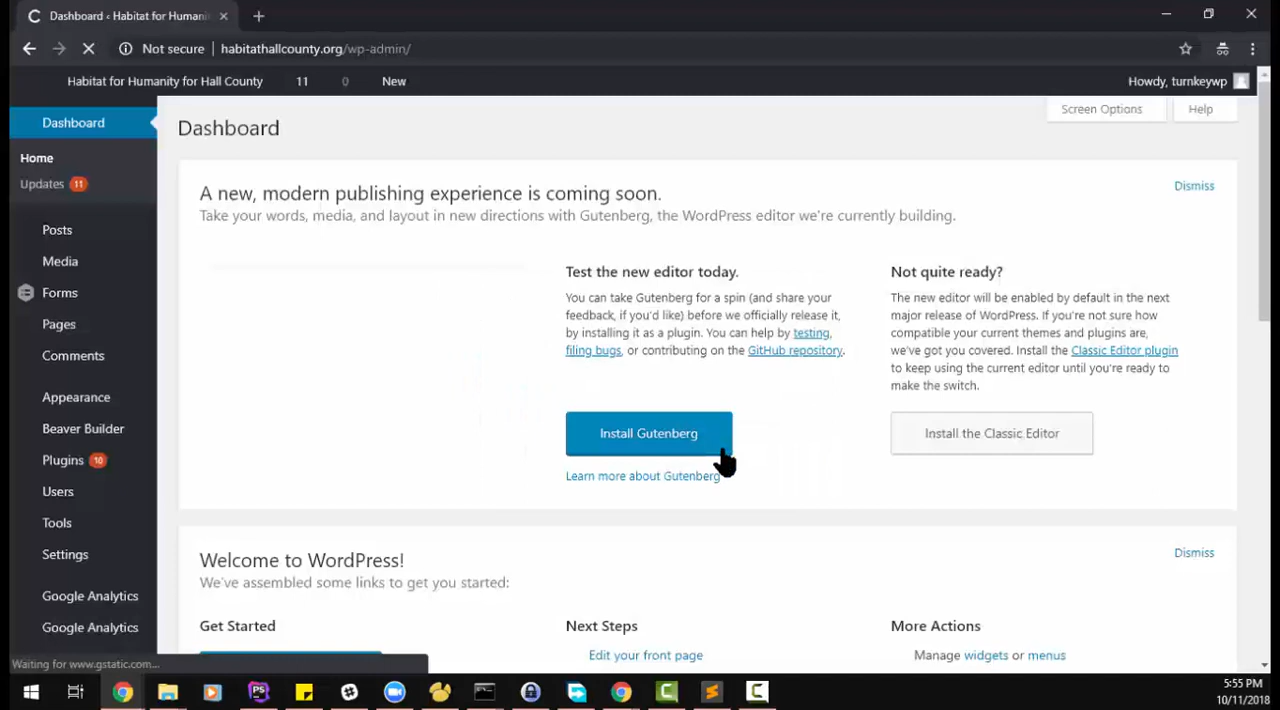 Dashboard ‹ Habitat for Humani
Not secure | habitathallcounty.org/wp-admin/
Habitat for Humanity for Hall County 11 0 New Howdy, turnkeywp
Screen Options Help
Dashboard
Home
Updates 11
Posts
Media
Forms
Pages
Comments
Appearance
Beaver Builder
Plugins 10
Users
Tools
Settings
Google Analytics
Google Analytics
Dashboard
A new, modern publishing experience is coming soon.
Dismiss
Take your words, media, and layout in new directions with Gutenberg, the WordPress editor we're currently building.
Test the new editor today.
You can take Gutenberg for a spin (and share your
feedback, if you'd like) before we officially release it,
by installing it as a plugin. You can help by testing,
filing bugs, or contributing on the GitHub repository.
Install Gutenberg
Learn more about Gutenberg
Not quite ready?
The new editor will be enabled by default in the next
major release of WordPress. If you're not sure how
compatible your current themes and plugins are,
we've got you covered. Install the Classic Editor plugin
to keep using the current editor until you're ready to
make the switch.
Install the Classic Editor
Welcome to WordPress!
Dismiss
We've assembled some links to get you started:
Get Started
Next Steps
Edit your front page
More Actions
Manage widgets or menus
Waiting for www.gstatic.com...
PS
5:55 PM
10/11/2018